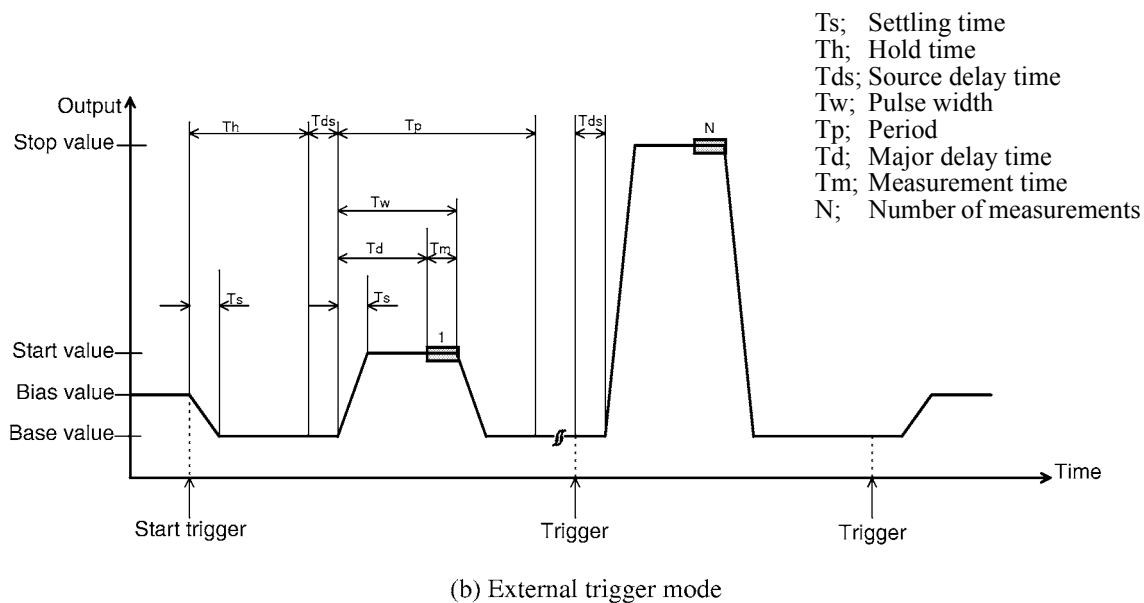 Ts; Settling time
Th; Hold time
Tds; Source delay time
Tw; Pulse width
Tp; Period
Td; Major delay time
Tm; Measurement time
N; Number of measurements
Output
Th
Tds
Tp
Tds
N
Stop value
Tw
Td
Tm
Ts
Ts
1
Start value
Bias value
Base value
Time
Start trigger
Trigger
Trigger
(b) External trigger mode